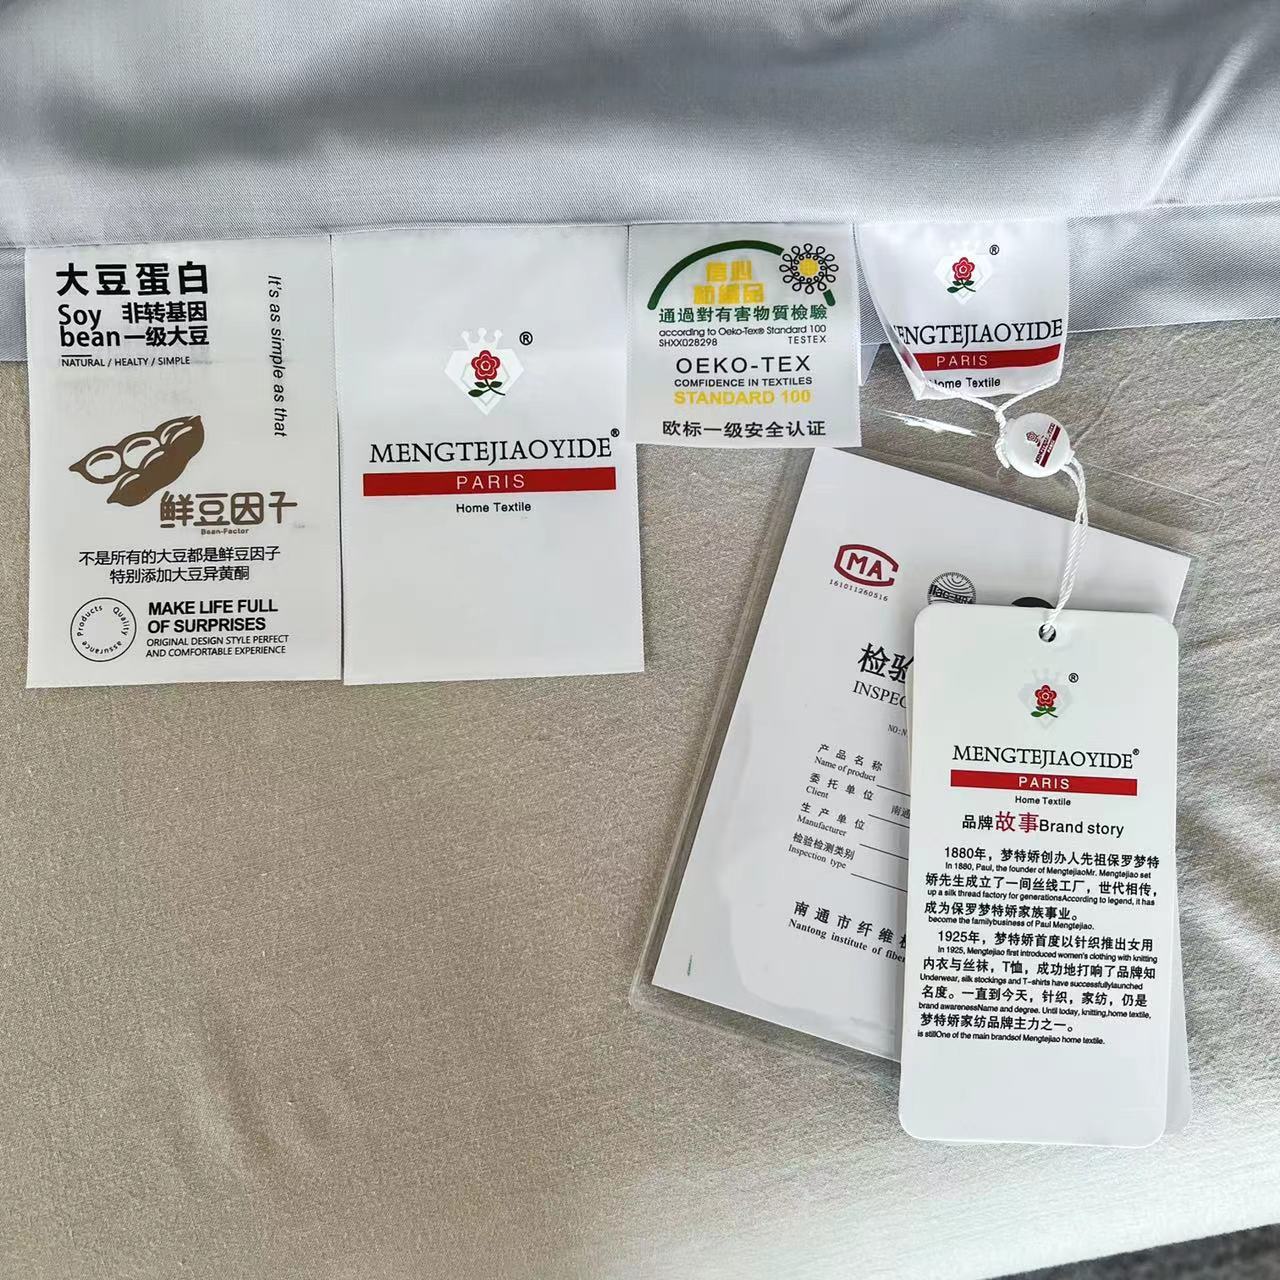 大豆蛋白
Soy 非转基因
bean 一级大豆
NATURAL / HEALTY / SIMPLE
It's as simple as that
鲜豆因子
Bean-Factor
不是所有的大豆都是鲜豆因子
特别添加大豆异黄酮
Products Quality assurance
MAKE LIFE FULL
OF SURPRISES
ORIGINAL DESIGN STYLE PERFECT
AND COMFORTABLE EXPERIENCE
®
MENGTEJIAOYIDE®
PARIS
Home Textile
信心
紡織品
通過對有害物質檢驗
according to Oeko-Tex® Standard 100
SHXX028298 TESTEX
OEKO-TEX
COMFIDENCE IN TEXTILES
STANDARD 100
欧标一级安全认证
®
ENGTEJIAOYIDE
PARIS
Home Textile
MA
161011260516
检验
INSPEC
NO:N
产品名称
Name of product
委托单位 南通
Client
生产单位
Manufacturer
检验检测类别
Inspection type
南通市纤维
Nantong institute of fiber
®
MENGTEJIAOYIDE®
PARIS
Home Textile
品牌故事Brand story
1880年，梦特娇创办人先祖保罗梦特
In 1880, Paul, the founder of MengtejiaoMr. Mengtejiao set
娇先生成立了一间丝线工厂，世代相传，
up a silk thread factory for generationsAccording to legend, it has
成为保罗梦特娇家族事业。
become the familybusiness of Paul Mengtejiao.
1925年，梦特娇首度以针织推出女用
In 1925, Mengtejiao first introduced women's clothing with knitting
内衣与丝袜，T恤，成功地打响了品牌知
Underwear, silk stockings and T-shirts have successfullylaunched
名度。一直到今天，针织，家纺，仍是
brand awarenessName and degree. Until today, knitting,home textile,
梦特娇家纺品牌主力之一。
is stillOne of the main brandsof Mengtejiao home textile.